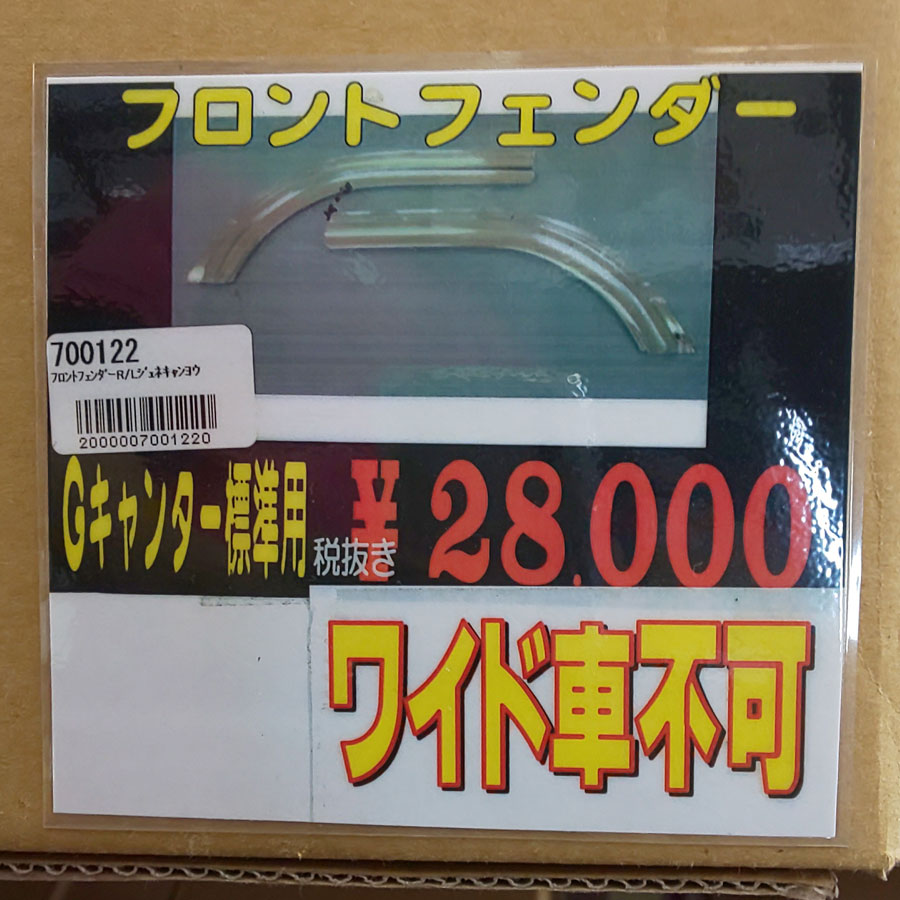 フロントフェンダー
700122
フロントフェンダーR/Lジェネキャンヨウ
2000007001220
Gキャンター標準用 税抜き ¥28.000
ワイド車不可